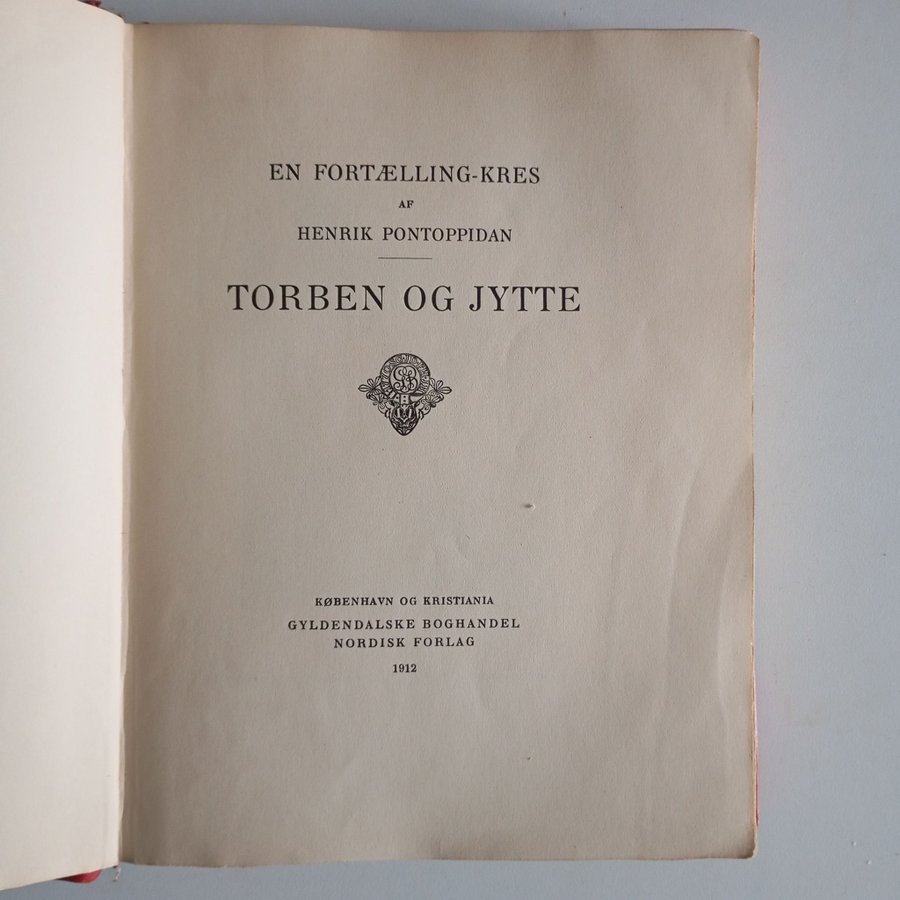 EN FORTÆLLING-KRES
AF
HENRIK PONTOPPIDAN
TORBEN OG JYTTE
KØBENHAVN OG KRISTIANIA
GYLDENDALSKE BOGHANDEL
NORDISK FORLAG
1912